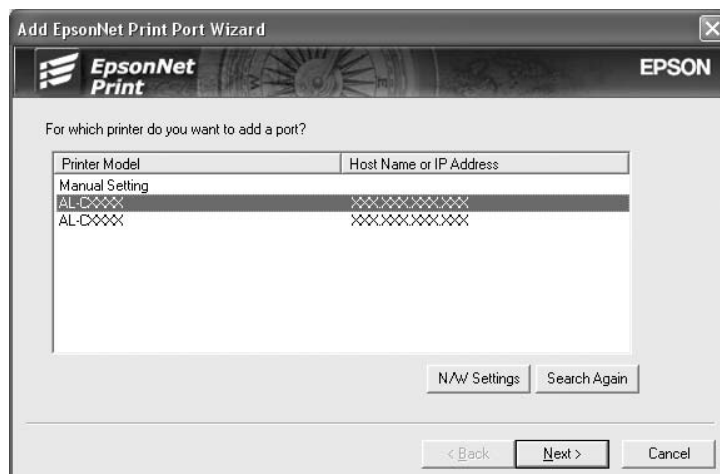 Add EpsonNet Print Port Wizard
EpsonNet
Print
EPSON
For which printer do you want to add a port?
Printer Model Host Name or IP Address
Manual Setting
AL-CXXXX XXX.XXX.XXX.XXX
AL-CXXXX XXX.XXX.XXX.XXX
N/W Settings Search Again
< Back Next > Cancel